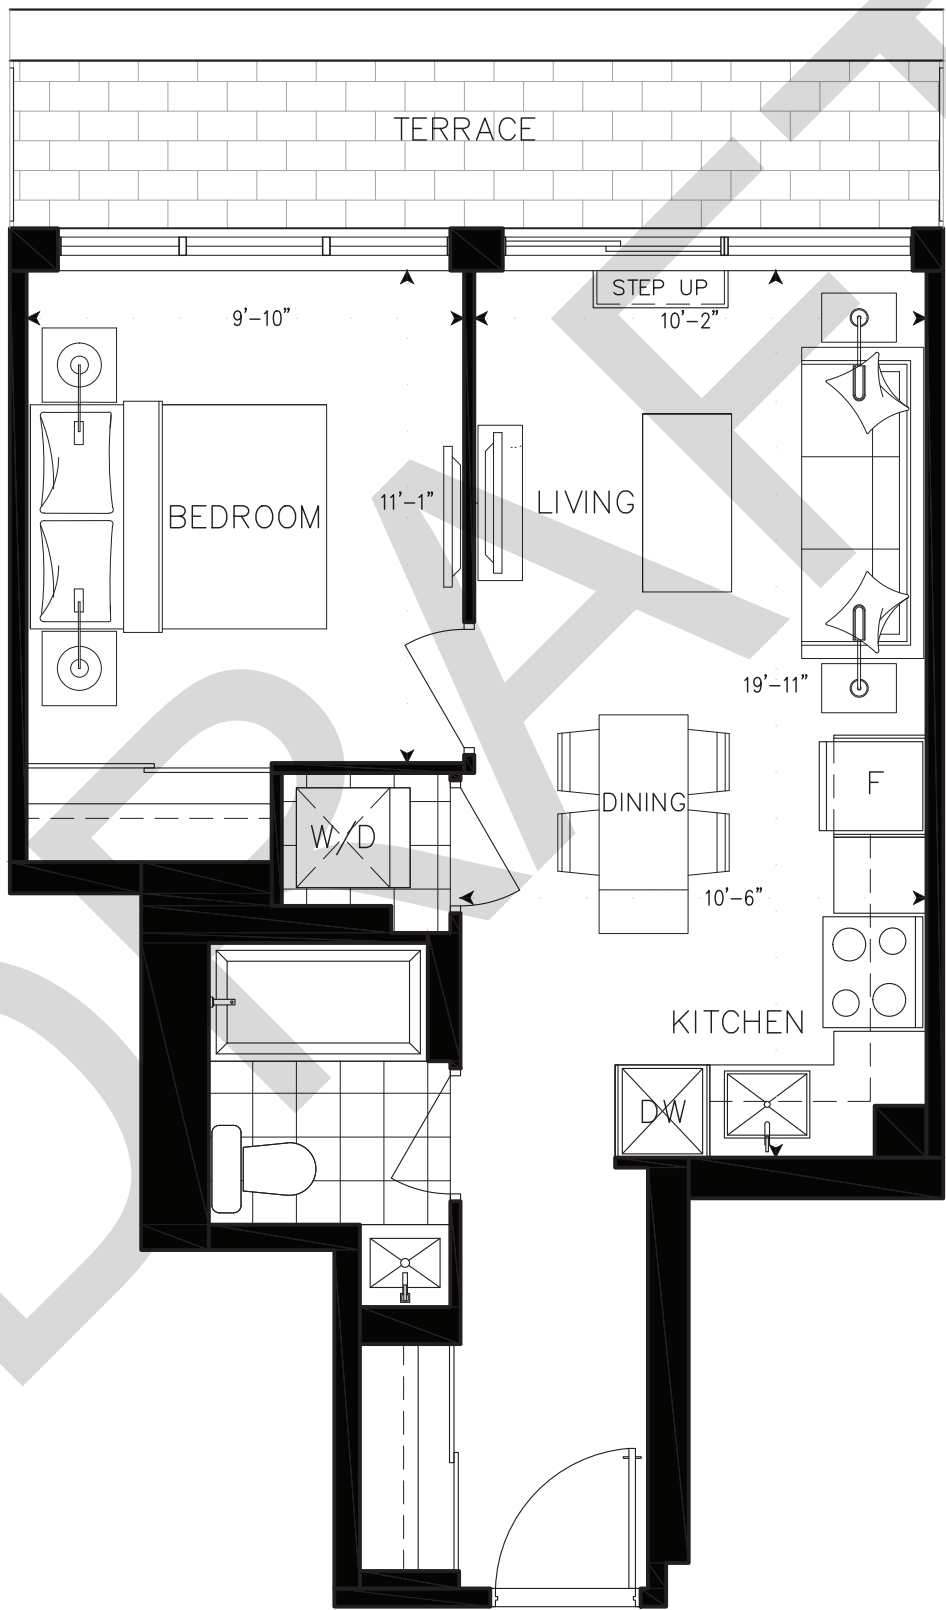 TERRACE
STEP UP
9'-10"
10'-2"
11'-1"
LIVING
BEDROOM
19'-11"
F
DINING
W/D
10'-6"
KITCHEN
DW
DRAFT